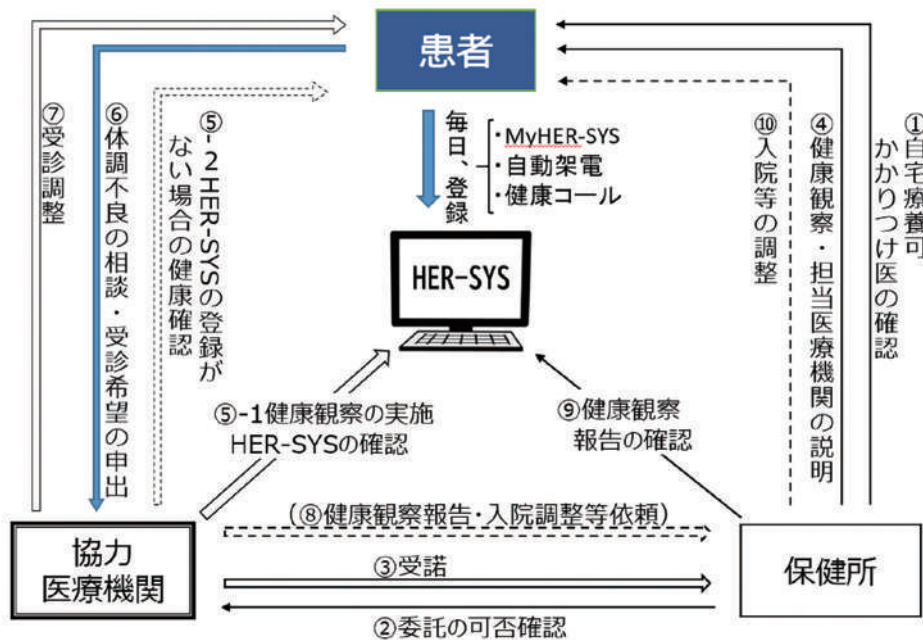 患者
毎日、登録
・MyHER-SYS
・自動架電
・健康コール
HER-SYS
①自宅療養可
かかりつけ医の確認
④健康観察・担当医療機関の説明
⑩入院等の調整
⑤-2HER-SYSの登録が
ない場合の健康確認
⑥体調不良の相談・受診希望の申出
⑦受診調整
⑤-1健康観察の実施
HER-SYSの確認
⑨健康観察
報告の確認
(⑧健康観察報告・入院調整等依頼)
協力
医療機関
③受諾
保健所
②委託の可否確認